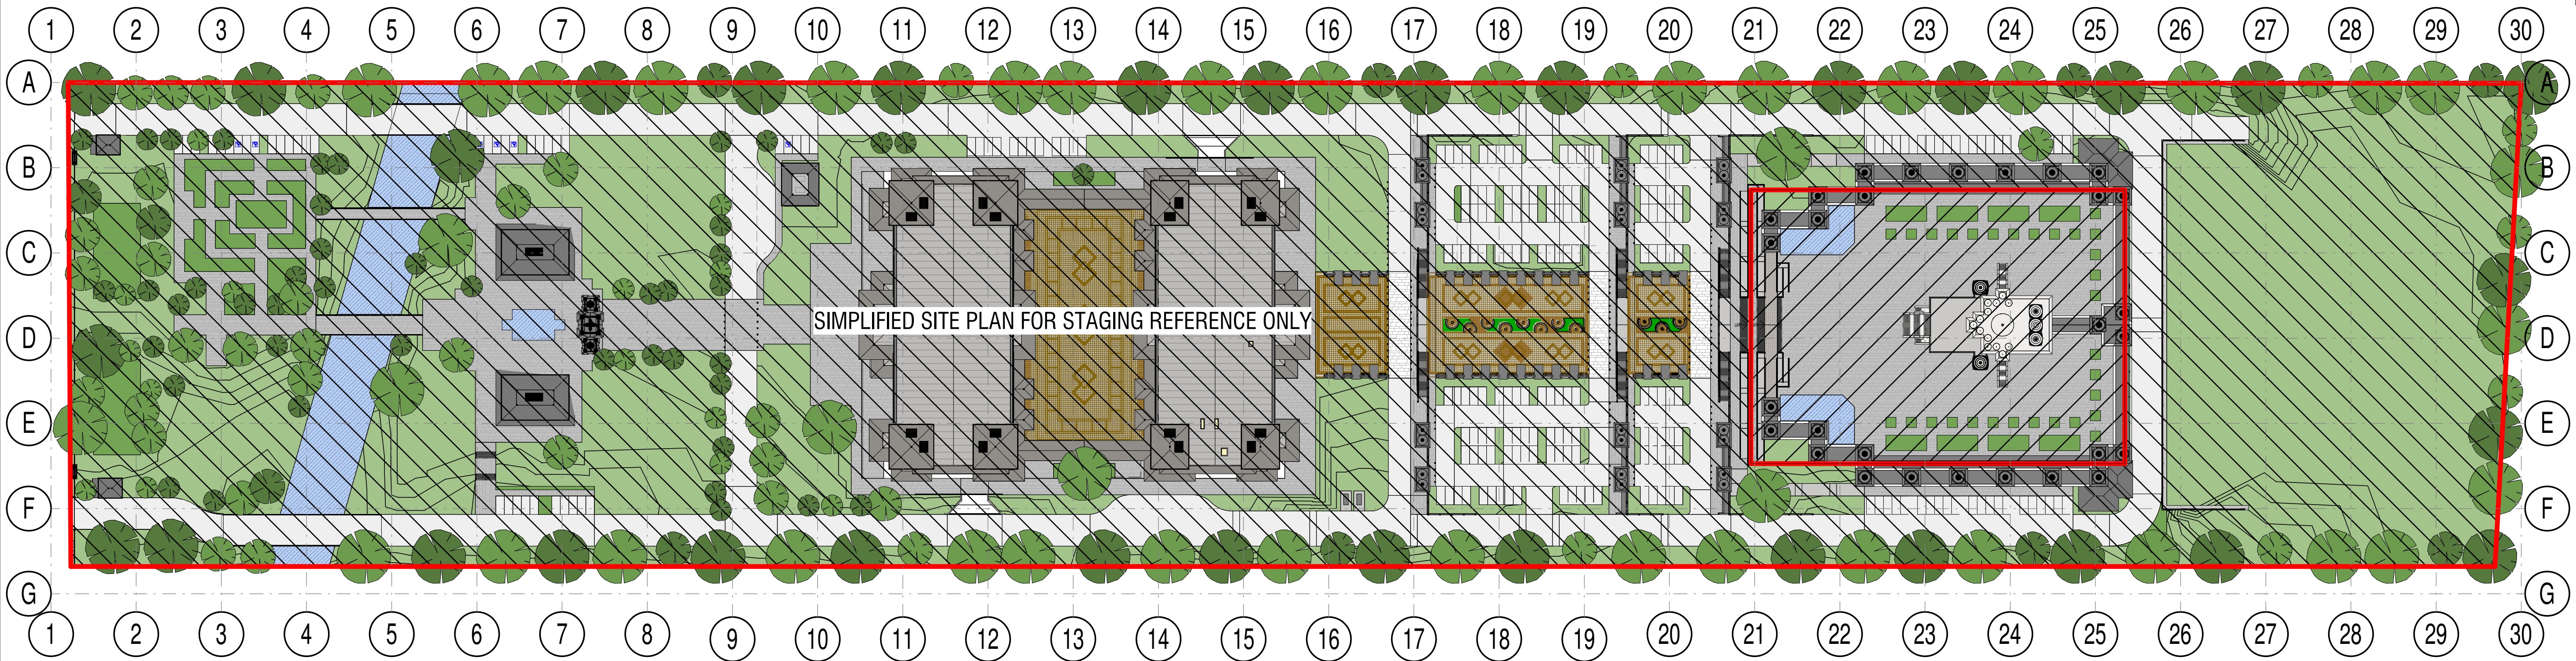 1 2 3 4 5 6 7 8 9 10 11 12 13 14 15 16 17 18 19 20 21 22 23 24 25 26 27 28 29 30
A A
B B
C C
SIMPLIFIED SITE PLAN FOR STAGING REFERENCE ONLY
D D
E E
F F
G G
1 2 3 4 5 6 7 8 9 10 11 12 13 14 15 16 17 18 19 20 21 22 23 24 25 26 27 28 29 30